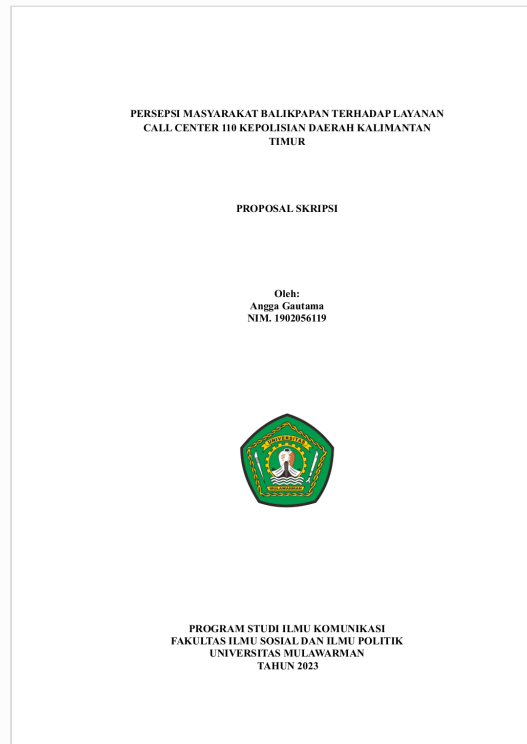 PERSEPSI MASYARAKAT BALIKPAPAN TERHADAP LAYANAN
CALL CENTER 110 KEPOLISIAN DAERAH KALIMANTAN
TIMUR
PROPOSAL SKRIPSI
Oleh:
Angga Gautama
NIM. 1902056119
UNIVERSITAS
MULAWARMAN
PROGRAM STUDI ILMU KOMUNIKASI
FAKULTAS ILMU SOSIAL DAN ILMU POLITIK
UNIVERSITAS MULAWARMAN
TAHUN 2023